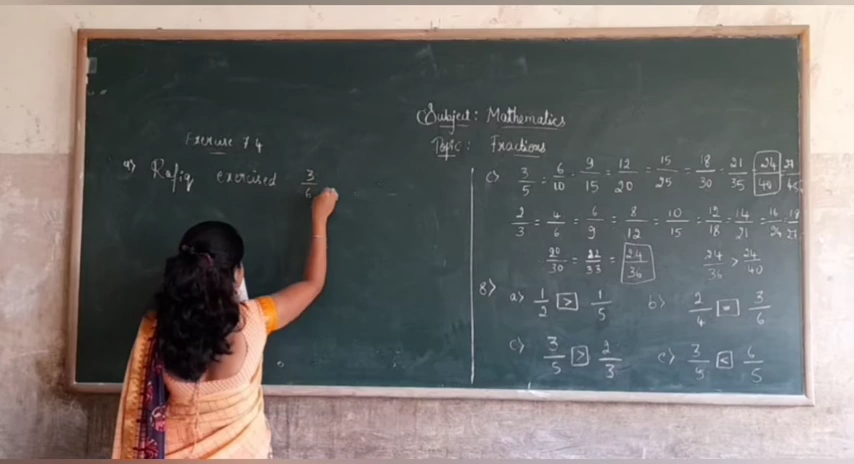 Subject: Mathematics
Topic: Fractions
Exercise 7.4
9) Rafiq exercised 3/6
c) 3/5 = 6/10 = 9/15 = 12/20 = 15/25 = 18/30 = 21/35 = 24/40 = 27/45
2/3 = 4/6 = 6/9 = 8/12 = 10/15 = 12/18 = 14/21 = 16/24 = 18/27
20/30 = 22/33 = 24/36 24/36 > 24/40
8) a) 1/2 > 1/5 b) 2/4 = 3/6
c) 3/5 > 2/3 e) 3/5 < 6/5